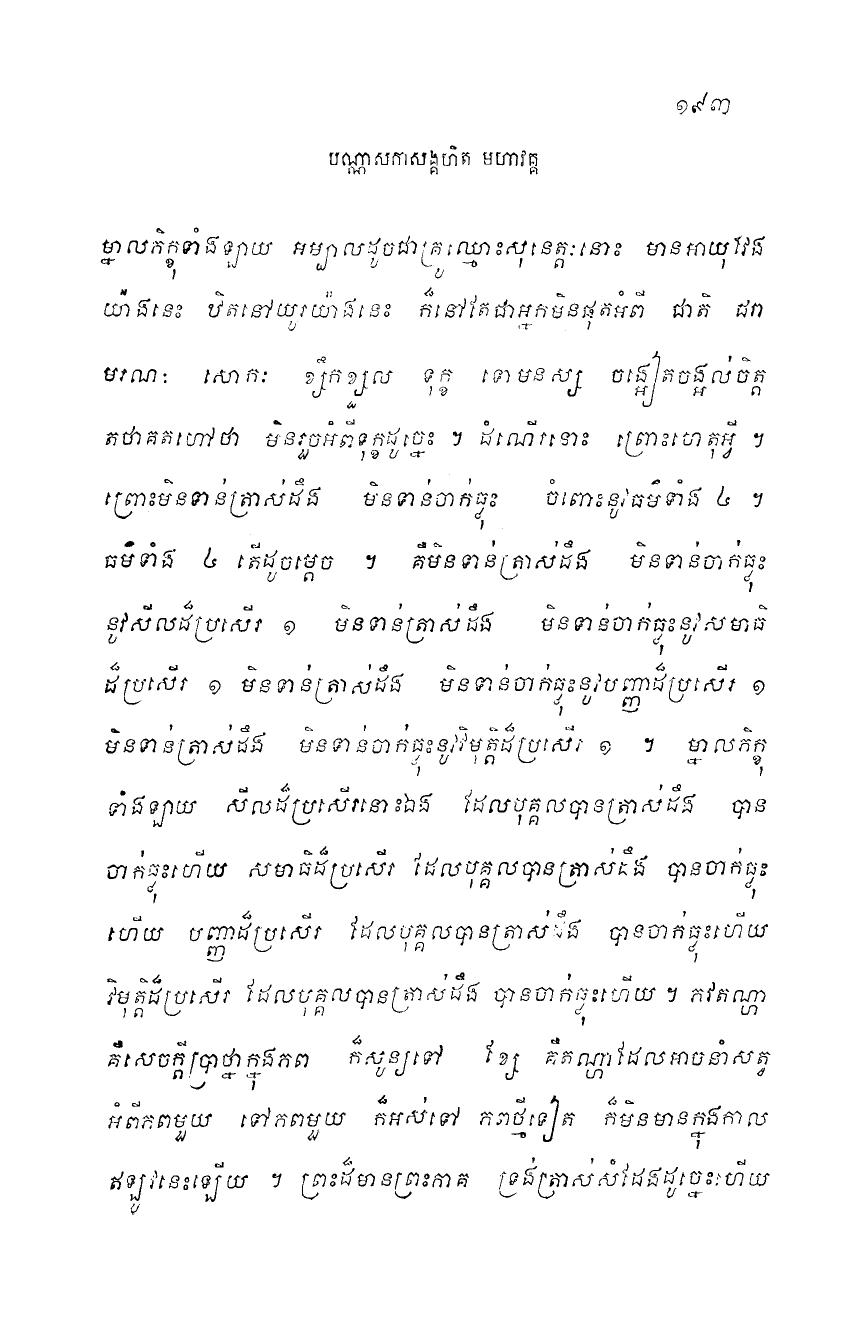 ១៩៣
បណ្ណាសកាសង្គហិត មហាវគ្គ
ម្នាលភិក្ខុទាំងឡាយ អម្បាលដូចជាគ្រូឈ្មោះសុនេត្តៈនោះ មានអាយុវែង
យ៉ាងនេះ ឋិតនៅយូរយ៉ាងនេះ ក៏នៅតែជាអ្នកមិនផុតអំពី ជាតិ ជរា
មរណៈ សោកៈ ខ្សឹកខ្សួល ទុក្ខ ទោមនស្ស ចង្អៀតចង្អល់ចិត្ត
តថាគតហៅថា មិនរួចអំពីទុក្ខដូច្នេះ ។ ដំណើរនោះ ព្រោះហេតុអ្វី ។
ព្រោះមិនទាន់ត្រាស់ដឹង មិនទាន់ចាក់ធ្លុះ ចំពោះនូវធម៌ទាំង ៤ ។
ធម៌ទាំង ៤ តើដូចម្តេច ។ គឺមិនទាន់ត្រាស់ដឹង មិនទាន់ចាក់ធ្លុះ
នូវសីលដ៏ប្រសើរ ១ មិនទាន់ត្រាស់ដឹង មិនទាន់ចាក់ធ្លុះនូវសមាធិ
ដ៏ប្រសើរ ១ មិនទាន់ត្រាស់ដឹង មិនទាន់ចាក់ធ្លុះនូវបញ្ញាដ៏ប្រសើរ ១
មិនទាន់ត្រាស់ដឹង មិនទាន់ចាក់ធ្លុះនូវវិមុត្តិដ៏ប្រសើរ ១ ។ ម្នាលភិក្ខុ
ទាំងឡាយ សីលដ៏ប្រសើរនោះឯង ដែលបុគ្គលបានត្រាស់ដឹង បាន
ចាក់ធ្លុះហើយ សមាធិដ៏ប្រសើរ ដែលបុគ្គលបានត្រាស់ដឹង បានចាក់ធ្លុះ
ហើយ បញ្ញាដ៏ប្រសើរ ដែលបុគ្គលបានត្រាស់ដឹង បានចាក់ធ្លុះហើយ
វិមុត្តិដ៏ប្រសើរ ដែលបុគ្គលបានត្រាស់ដឹង បានចាក់ធ្លុះហើយ ។ ភវតណ្ហា
គឺសេចក្តីប្រាថ្នាក្នុងភព ក៏សូន្យទៅ ខ្សែ គឺតណ្ហាដែលអាចនាំសត្វ
អំពីភពមួយ ទៅភពមួយ ក៏អស់ទៅ ភពថ្មីទៀត ក៏មិនមានក្នុងកាល
ឥឡូវនេះឡើយ ។ ព្រះដ៏មានព្រះភាគ ទ្រង់ត្រាស់សំដែងដូច្នេះហើយ